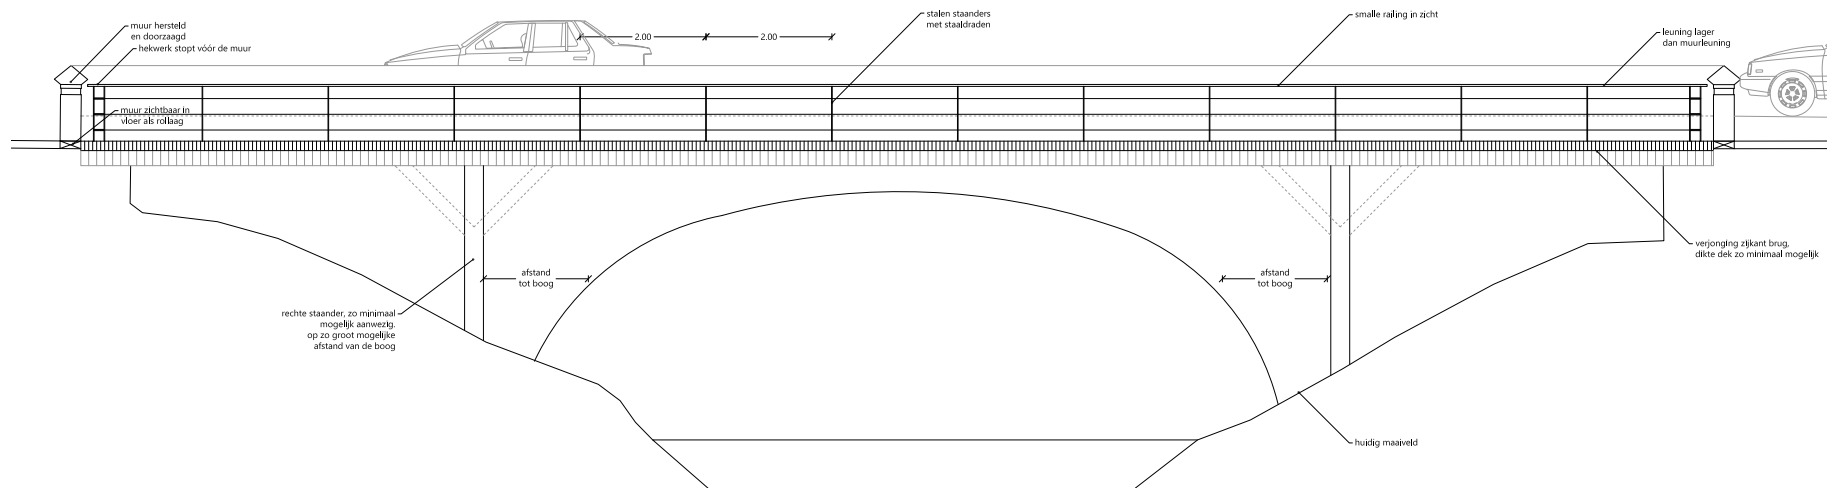 muur hersteld
en doorzaagd
hekwerk stopt vóór de muur
muur zichtbaar in
vloer als rollaag
2.00
2.00
stalen staanders
met staaldraden
smalle railing in zicht
leuning lager
dan muurleuning
afstand
tot boog
afstand
tot boog
verjonging zijkant brug,
dikte dek zo minimaal mogelijk
rechte staander, zo minimaal
mogelijk aanwezig.
op zo groot mogelijke
afstand van de boog
huidig maaiveld